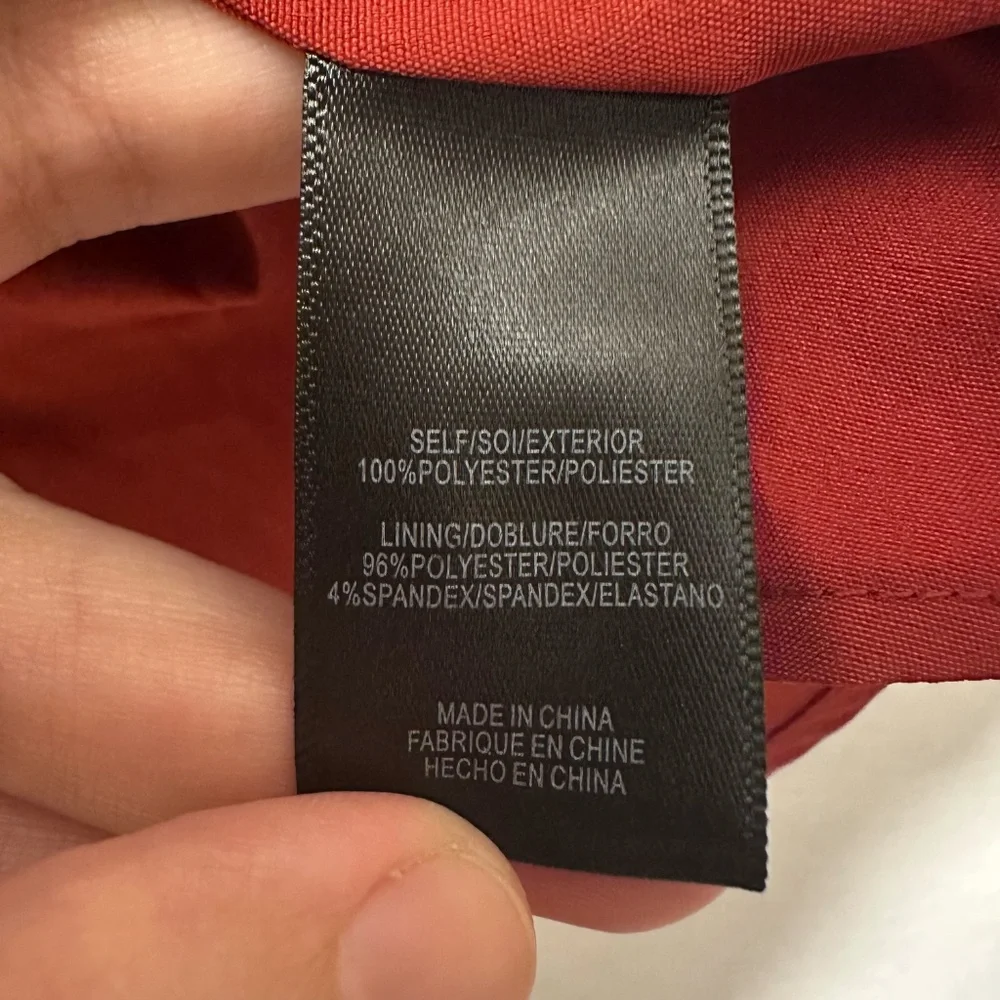 SELF/SOI/EXTERIOR
100%POLYESTER/POLIESTER
LINING/DOBLURE/FORRO
96%POLYESTER/POLIESTER
4%SPANDEX/SPANDEX/ELASTANO
MADE IN CHINA
FABRIQUE EN CHINE
HECHO EN CHINA